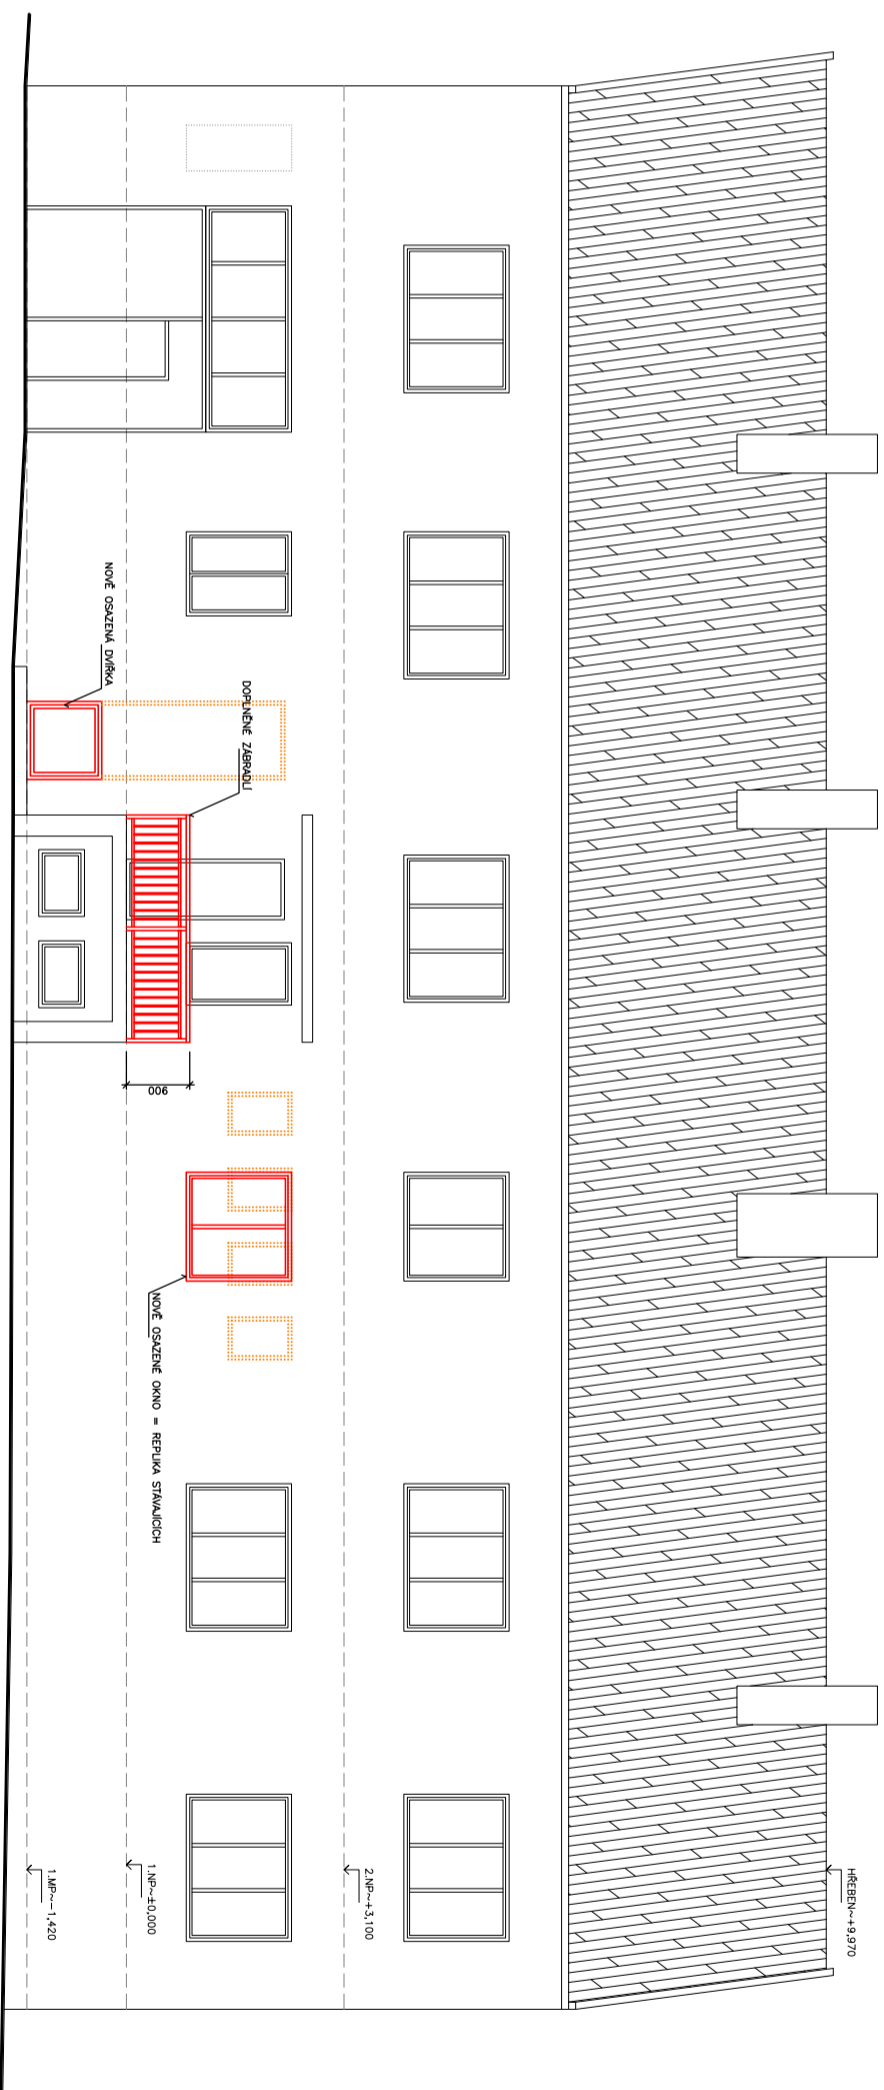 HŘEBEN~+9,970
2.NP~+3,100
1.NP~±0,000
1.MP~-1,420
DOPLNĚNÉ ZÁBRADLÍ
NOVĚ OSAZENÁ DVÍŘKA
900
NOVĚ OSAZENÉ OKNO = REPLIKA STÁVAJÍCÍCH